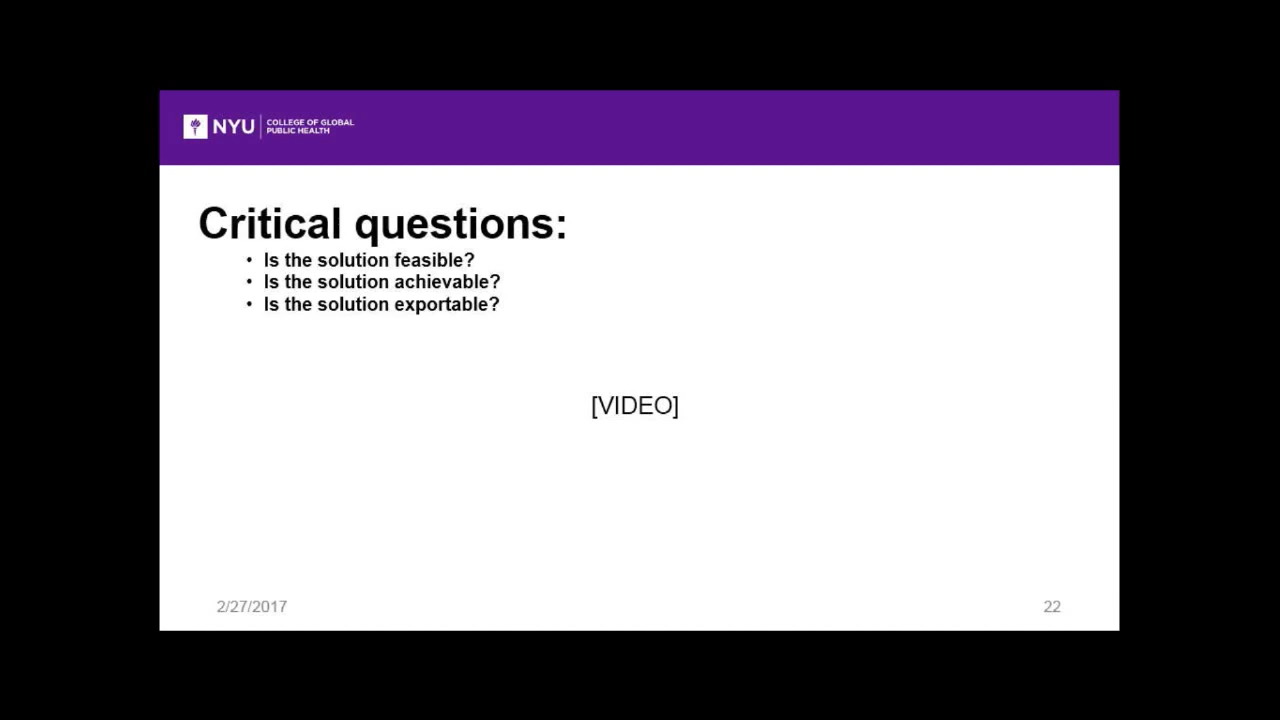 NYU
COLLEGE OF GLOBAL
PUBLIC HEALTH
Critical questions:
• Is the solution feasible?
• Is the solution achievable?
• Is the solution exportable?
[VIDEO]
2/27/2017
22